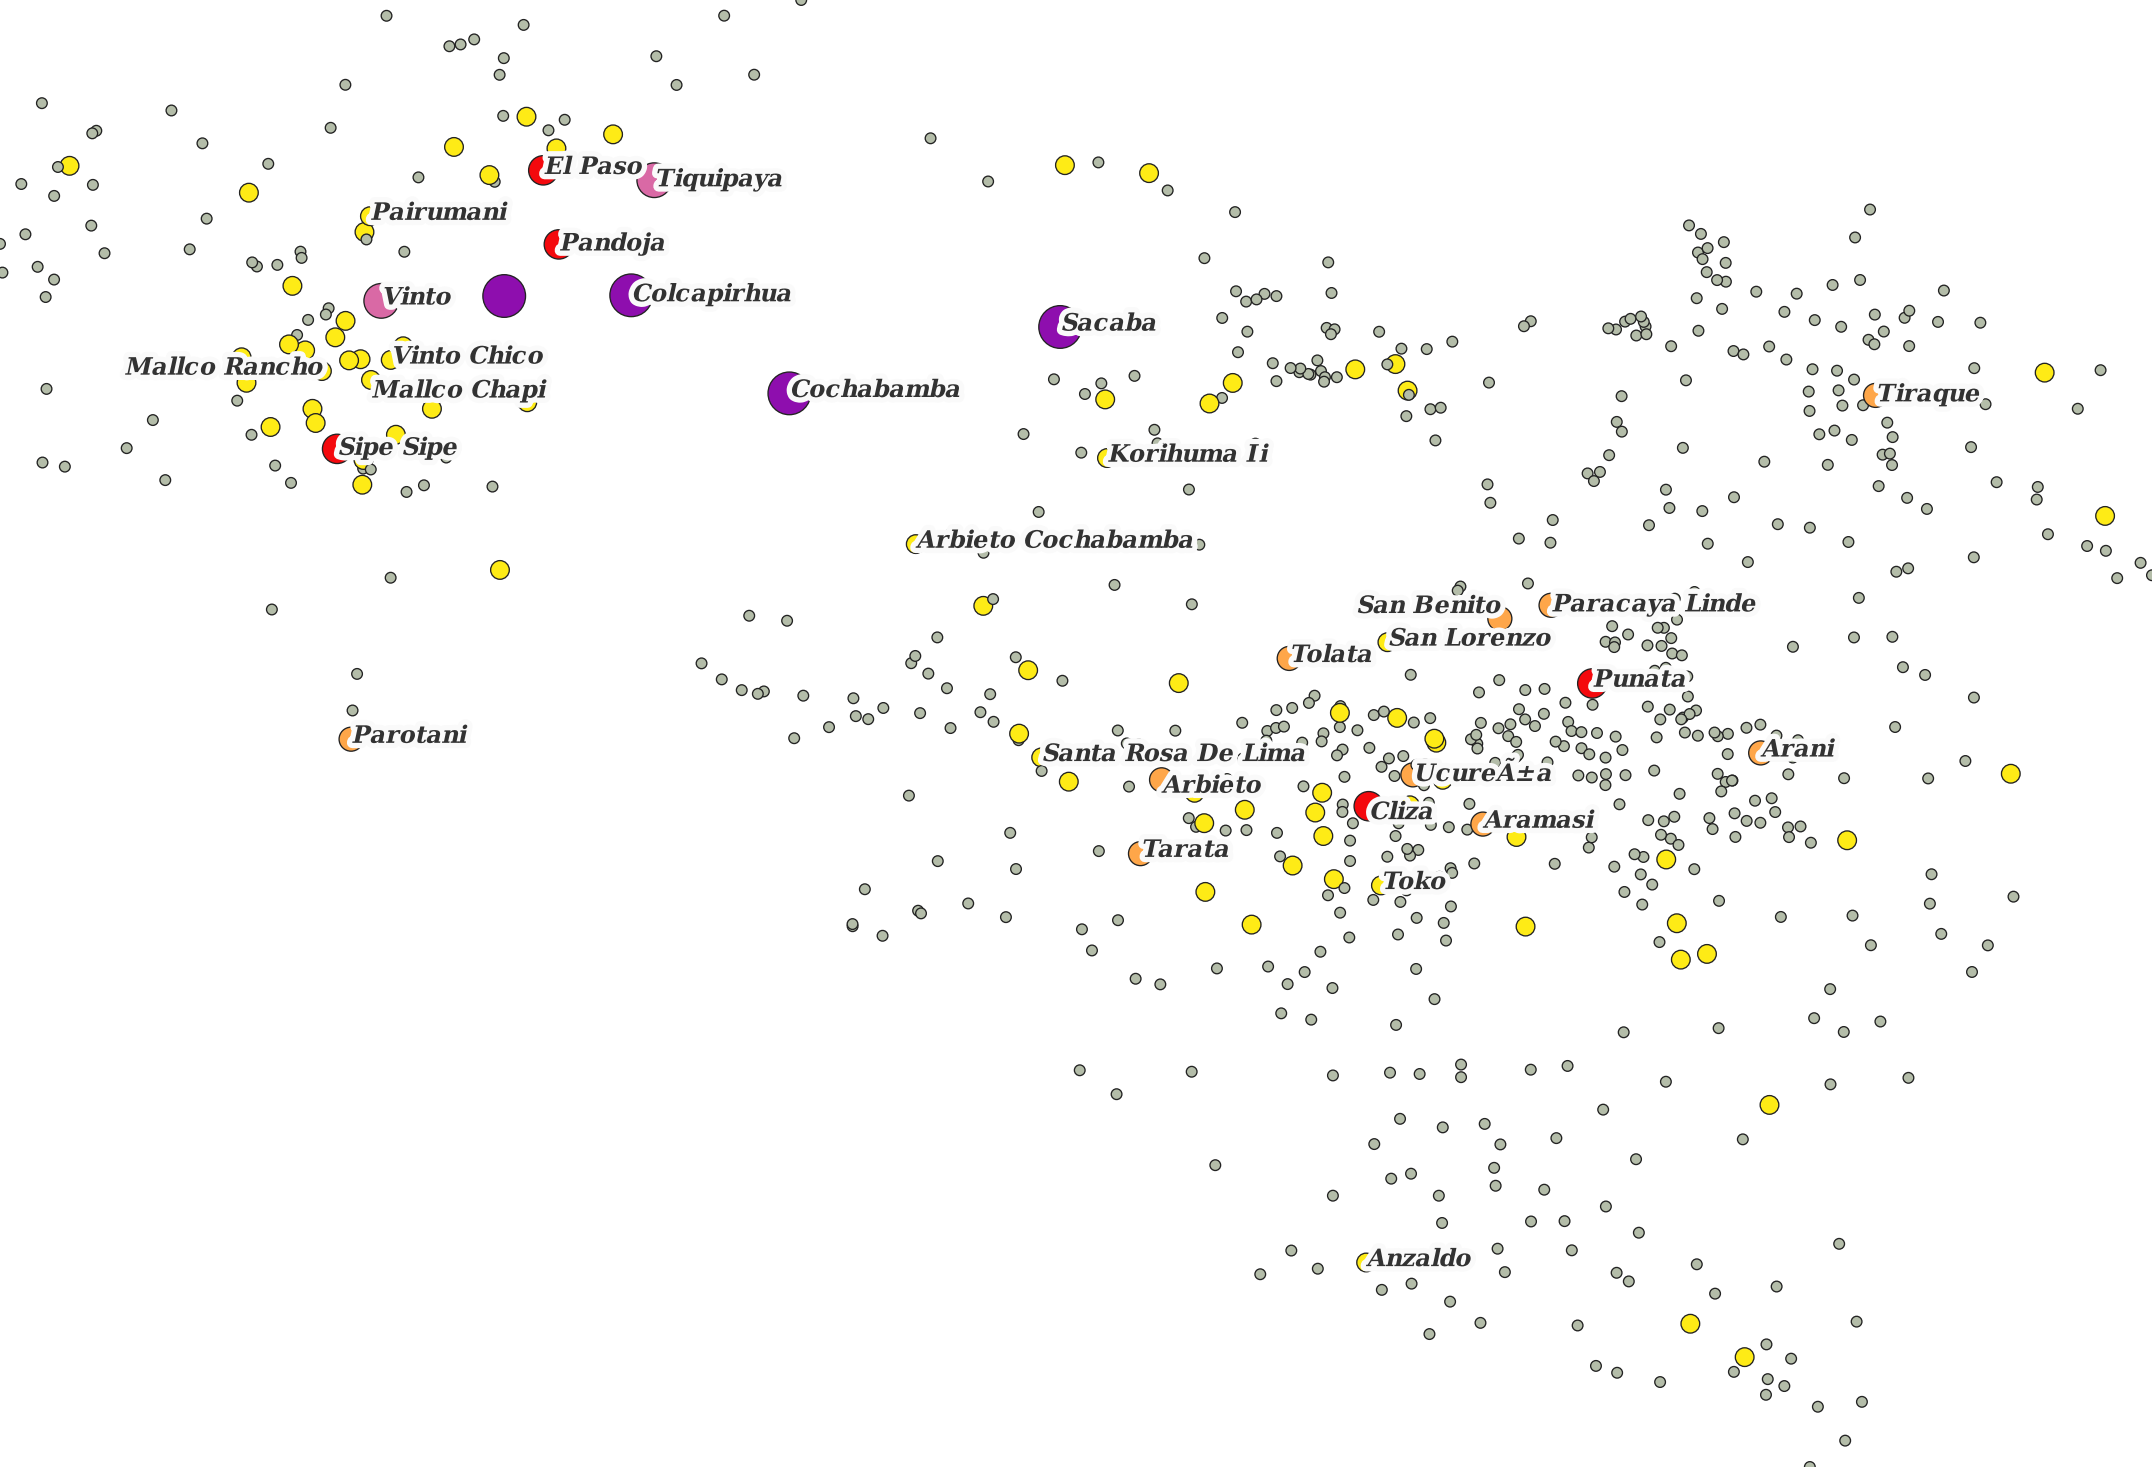 El Paso
Tiquipaya
Pairumani
Pandoja
Vinto
Colcapirhua
Sacaba
Vinto Chico
Mallco Rancho
Mallco Chapi
Cochabamba
Tiraque
Sipe Sipe
Korihuma Ii
Arbieto Cochabamba
San Benito
Paracaya Linde
San Lorenzo
Tolata
Punata
Parotani
Santa Rosa De Lima
Arani
UcureÃ±a
Arbieto
Cliza
Aramasi
Tarata
Toko
Anzaldo